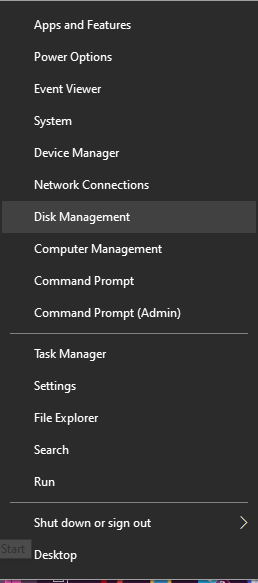 Apps and Features
Power Options
Event Viewer
System
Device Manager
Network Connections
Disk Management
Computer Management
Command Prompt
Command Prompt (Admin)
Task Manager
Settings
File Explorer
Search
Run
Shut down or sign out
Start
Desktop